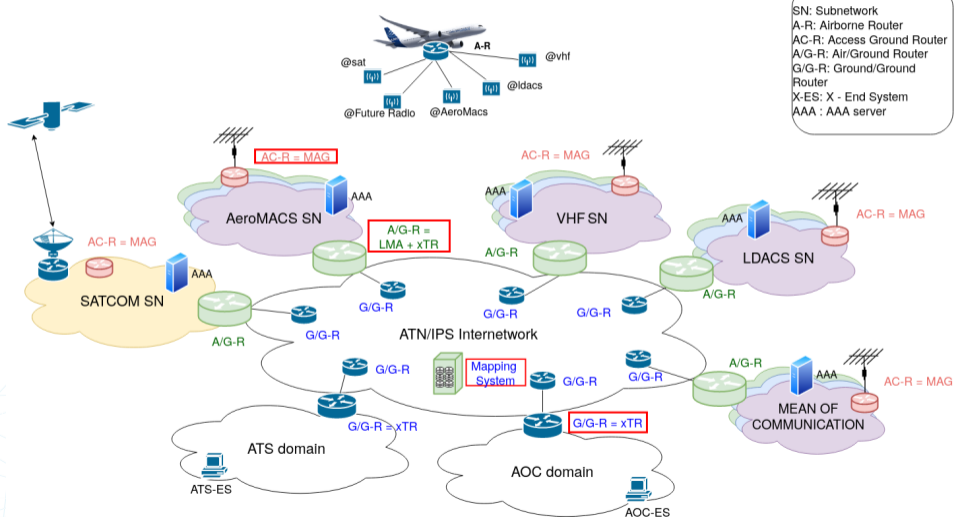 SN: Subnetwork
A-R: Airborne Router
AC-R: Access Ground Router
A/G-R: Air/Ground Router
G/G-R: Ground/Ground
Router
X-ES: X - End System
AAA : AAA server
A-R
@sat
@vhf
@ldacs
@Future Radio
@AeroMacs
AC-R = MAG
AAA
AeroMACS SN
A/G-R =
LMA + xTR
AC-R = MAG
AAA
VHF SN
A/G-R
AC-R = MAG
AAA
LDACS SN
A/G-R
AC-R = MAG
AAA
SATCOM SN
A/G-R
G/G-R
G/G-R
G/G-R
G/G-R
ATN/IPS Internetwork
Mapping
System
G/G-R
G/G-R
G/G-R
A/G-R
AAA
AC-R = MAG
MEAN OF
COMMUNICATION
G/G-R = xTR
G/G-R = xTR
ATS domain
AOC domain
ATS-ES
AOC-ES